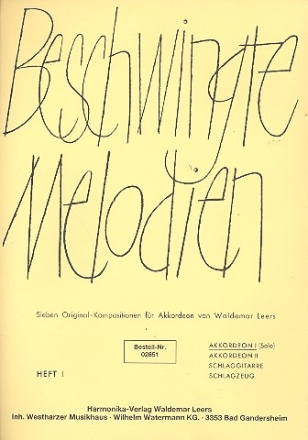 Beschwingte
Melodien
Sieben Original-Kompositionen für Akkordeon von Waldemar Leers
Bestell-Nr.
02651
AKKORDEON I (Solo)
AKKORDEON II
SCHLAGGITARRE
SCHLAGZEUG
HEFT I
Harmonika-Verlag Waldemar Leers
Inh. Westharzer Musikhaus · Wilhelm Watermann KG. · 3353 Bad Gandersheim